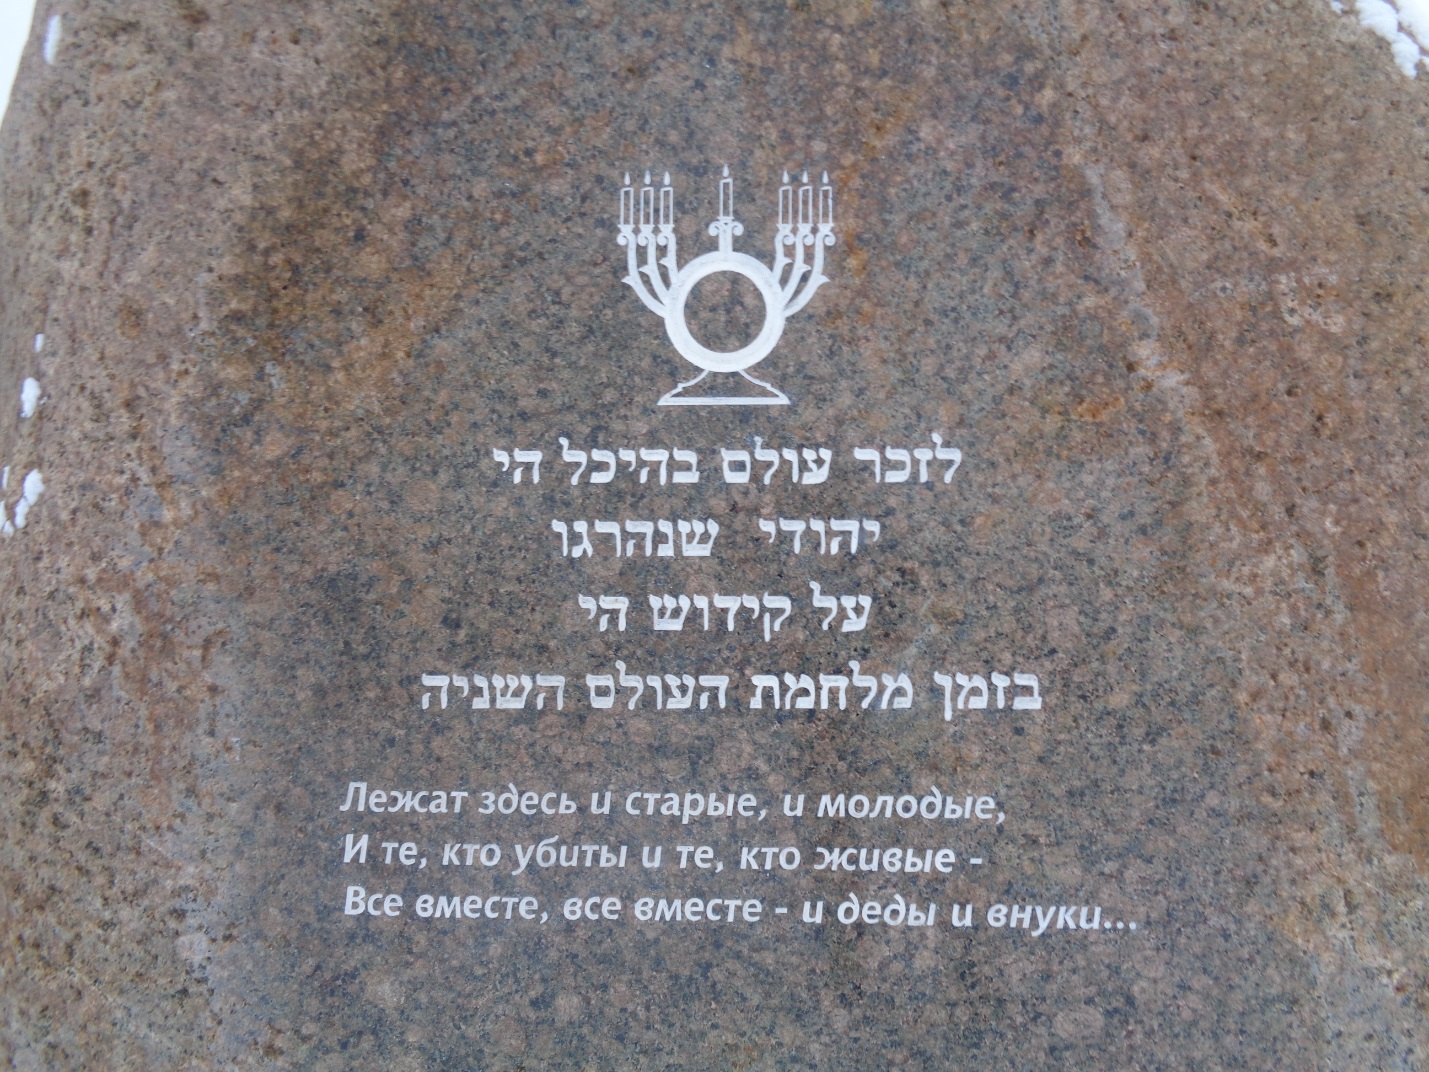 לזכר עולם בהיכל הי
יהודי שנהרגו
על קידוש הי
בזמן מלחמת העולם השניה
Лежат здесь и старые, и молодые,
И те, кто убиты и те, кто живые -
Все вместе, все вместе - и деды и внуки...